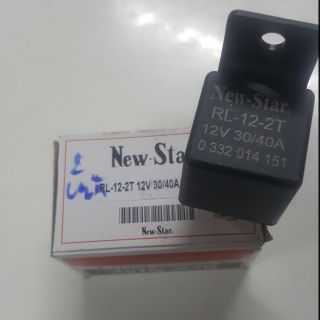 New-Star.
RL-12-2T
12V 30/40A
0 332 014 151
New-Star
RL-12-2T 12V 30/40A
New Star.